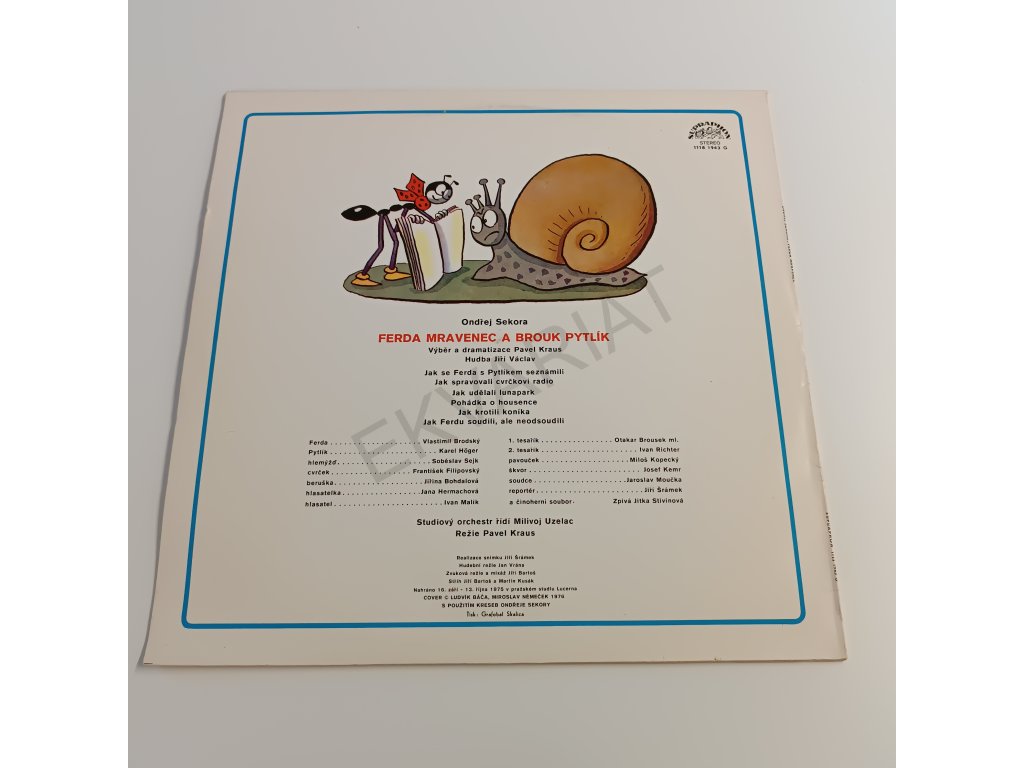 SUPRAPHON
STEREO
1118 1943 G
Ondřej Sekora
FERDA MRAVENEC A BROUK PYTLÍK
Výběr a dramatizace Pavel Kraus
Hudba Jiří Václav
Jak se Ferda s Pytlíkem seznámili
Jak spravovali cvrčkovi radio
Jak udělali lunapark
Pohádka o housence
Jak krotili koníka
Jak Ferdu soudili, ale neodsoudili
Ferda . . . . . . . . . . . . . . . . . Vlastimil Brodský
Pytlík . . . . . . . . . . . . . . . . . . . . Karel Höger
hlemýžď. . . . . . . . . . . . . . . . . . Soběslav Sejk
cvrček. . . . . . . . . . . . . . . František Filipovský
beruška. . . . . . . . . . . . . . . . Jiřina Bohdalová
hlasatelka . . . . . . . . . . . . . . Jana Hermachová
hlasatel. . . . . . . . . . . . . . . . . . . . . Ivan Malík
1. tesařík . . . . . . . . . . . . . Otakar Brousek ml.
2. tesařík . . . . . . . . . . . . . . . . . . Ivan Richter
pavouček. . . . . . . . . . . . . . . . Miloš Kopecký
škvor . . . . . . . . . . . . . . . . . . . . . Josef Kemr
soudce . . . . . . . . . . . . . . . . Jaroslav Moučka
reportér. . . . . . . . . . . . . . . . . . . Jiří Šrámek
a činoherní soubor. Zpívá Jitka Stivínová
Studiový orchestr řídí Milivoj Uzelac
Režie Pavel Kraus
Realizace snímku Jiří Šrámek
Hudební režie Jan Vrána
Zvuková režie a mixáž Jiří Bartoš
Střih Jiří Bartoš a Martin Kusák
Nahráno 16. září - 13. října 1975 v pražském studiu Lucerna
COVER C LUDVÍK BÁČA, MIROSLAV NĚMEČEK 1976
S POUŽITÍM KRESEB ONDŘEJE SEKORY
Tisk: Grafobal Skalica
EKVARIAT